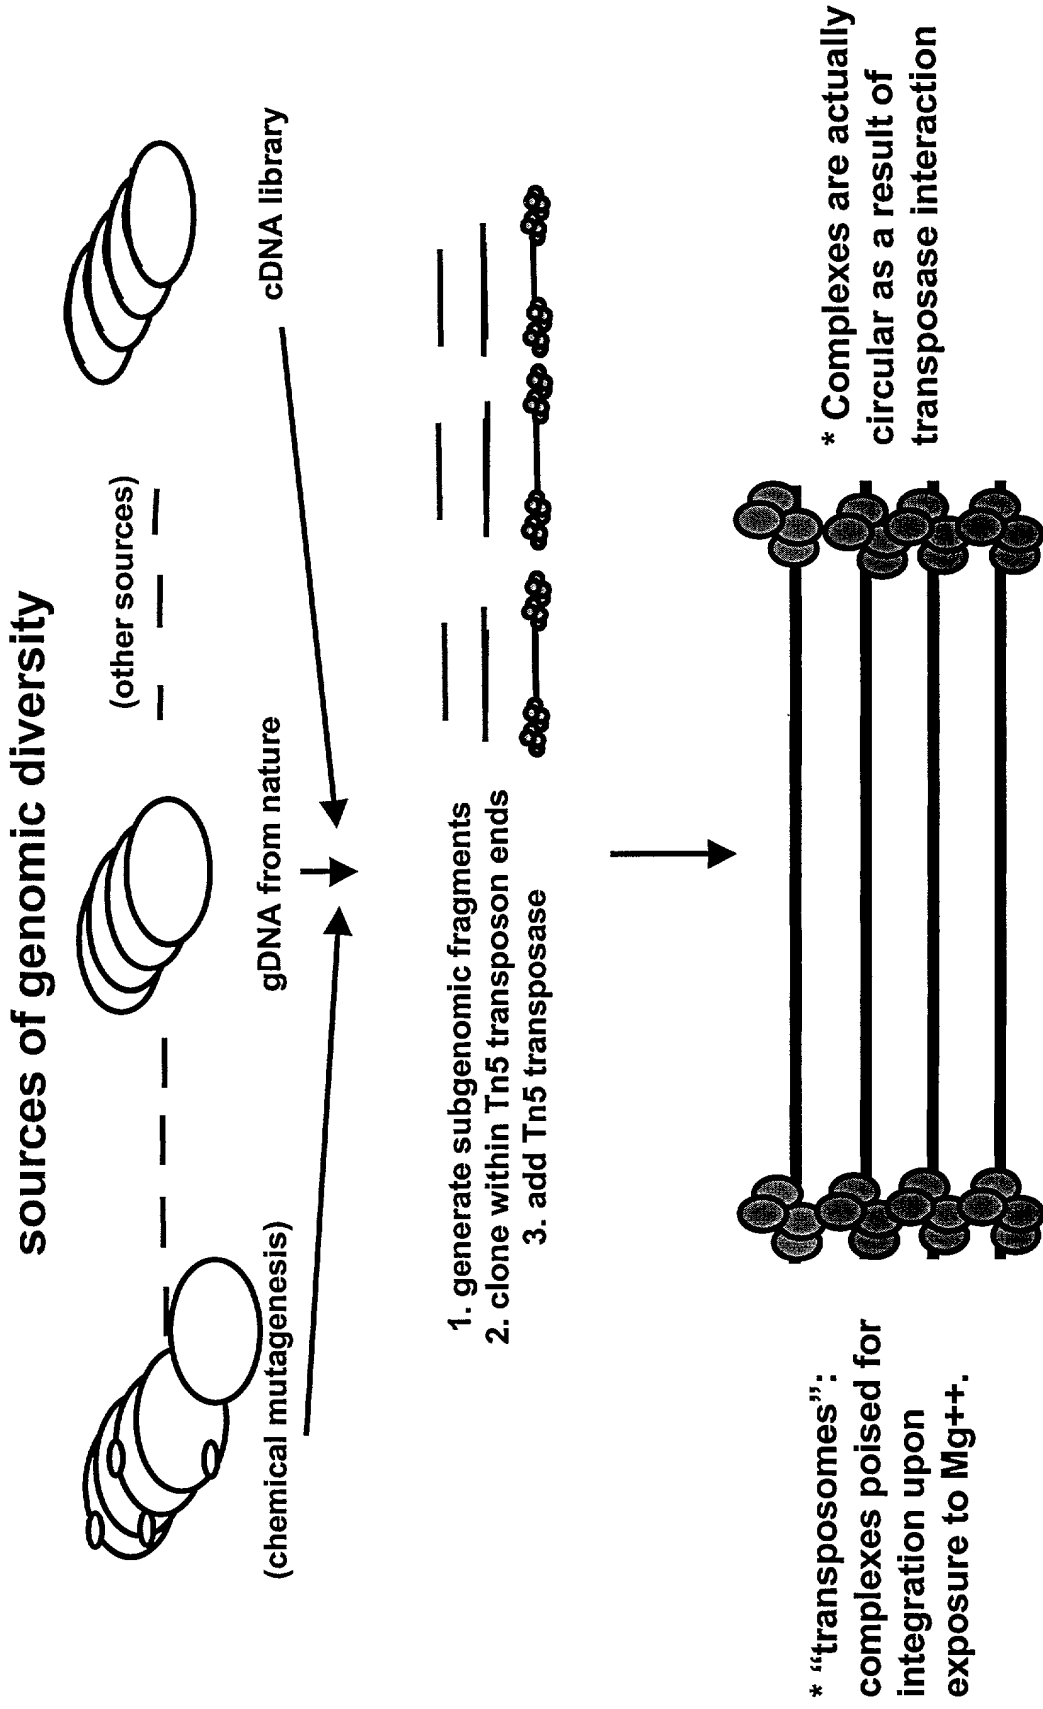 sources of genomic diversity
(other sources)
(chemical mutagenesis)
gDNA from nature
cDNA library
1. generate subgenomic fragments
2. clone within Tn5 transposon ends
3. add Tn5 transposase
* “transposomes”:
complexes poised for
integration upon
exposure to Mg++.
* Complexes are actually
circular as a result of
transposase interaction